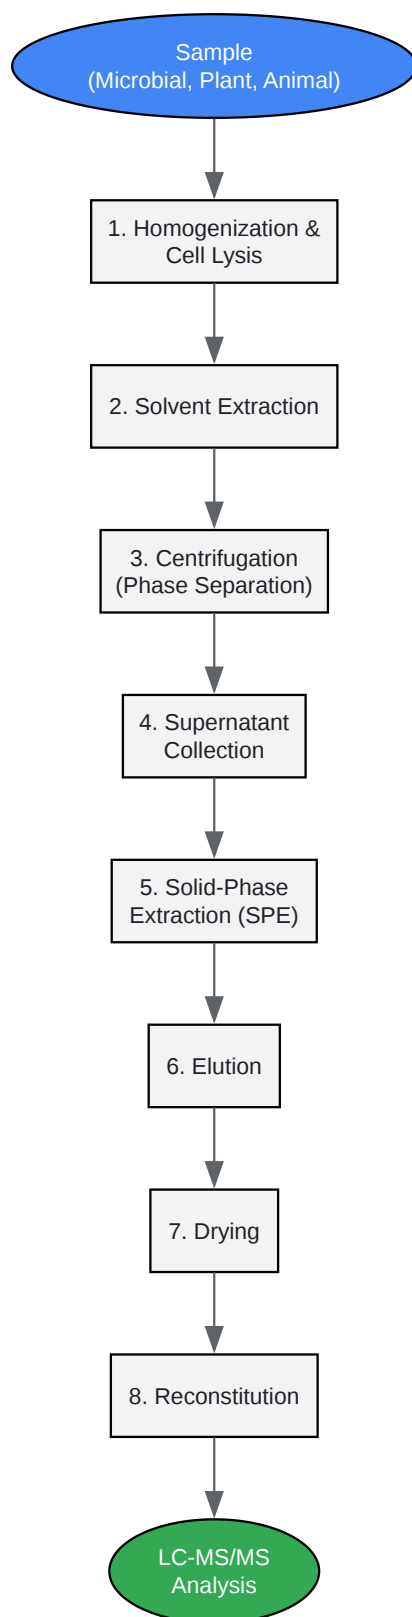 Sample
(Microbial, Plant, Animal)
1. Homogenization &
Cell Lysis
2. Solvent Extraction
3. Centrifugation
(Phase Separation)
4. Supernatant
Collection
5. Solid-Phase
Extraction (SPE)
6. Elution
7. Drying
8. Reconstitution
LC-MS/MS
Analysis